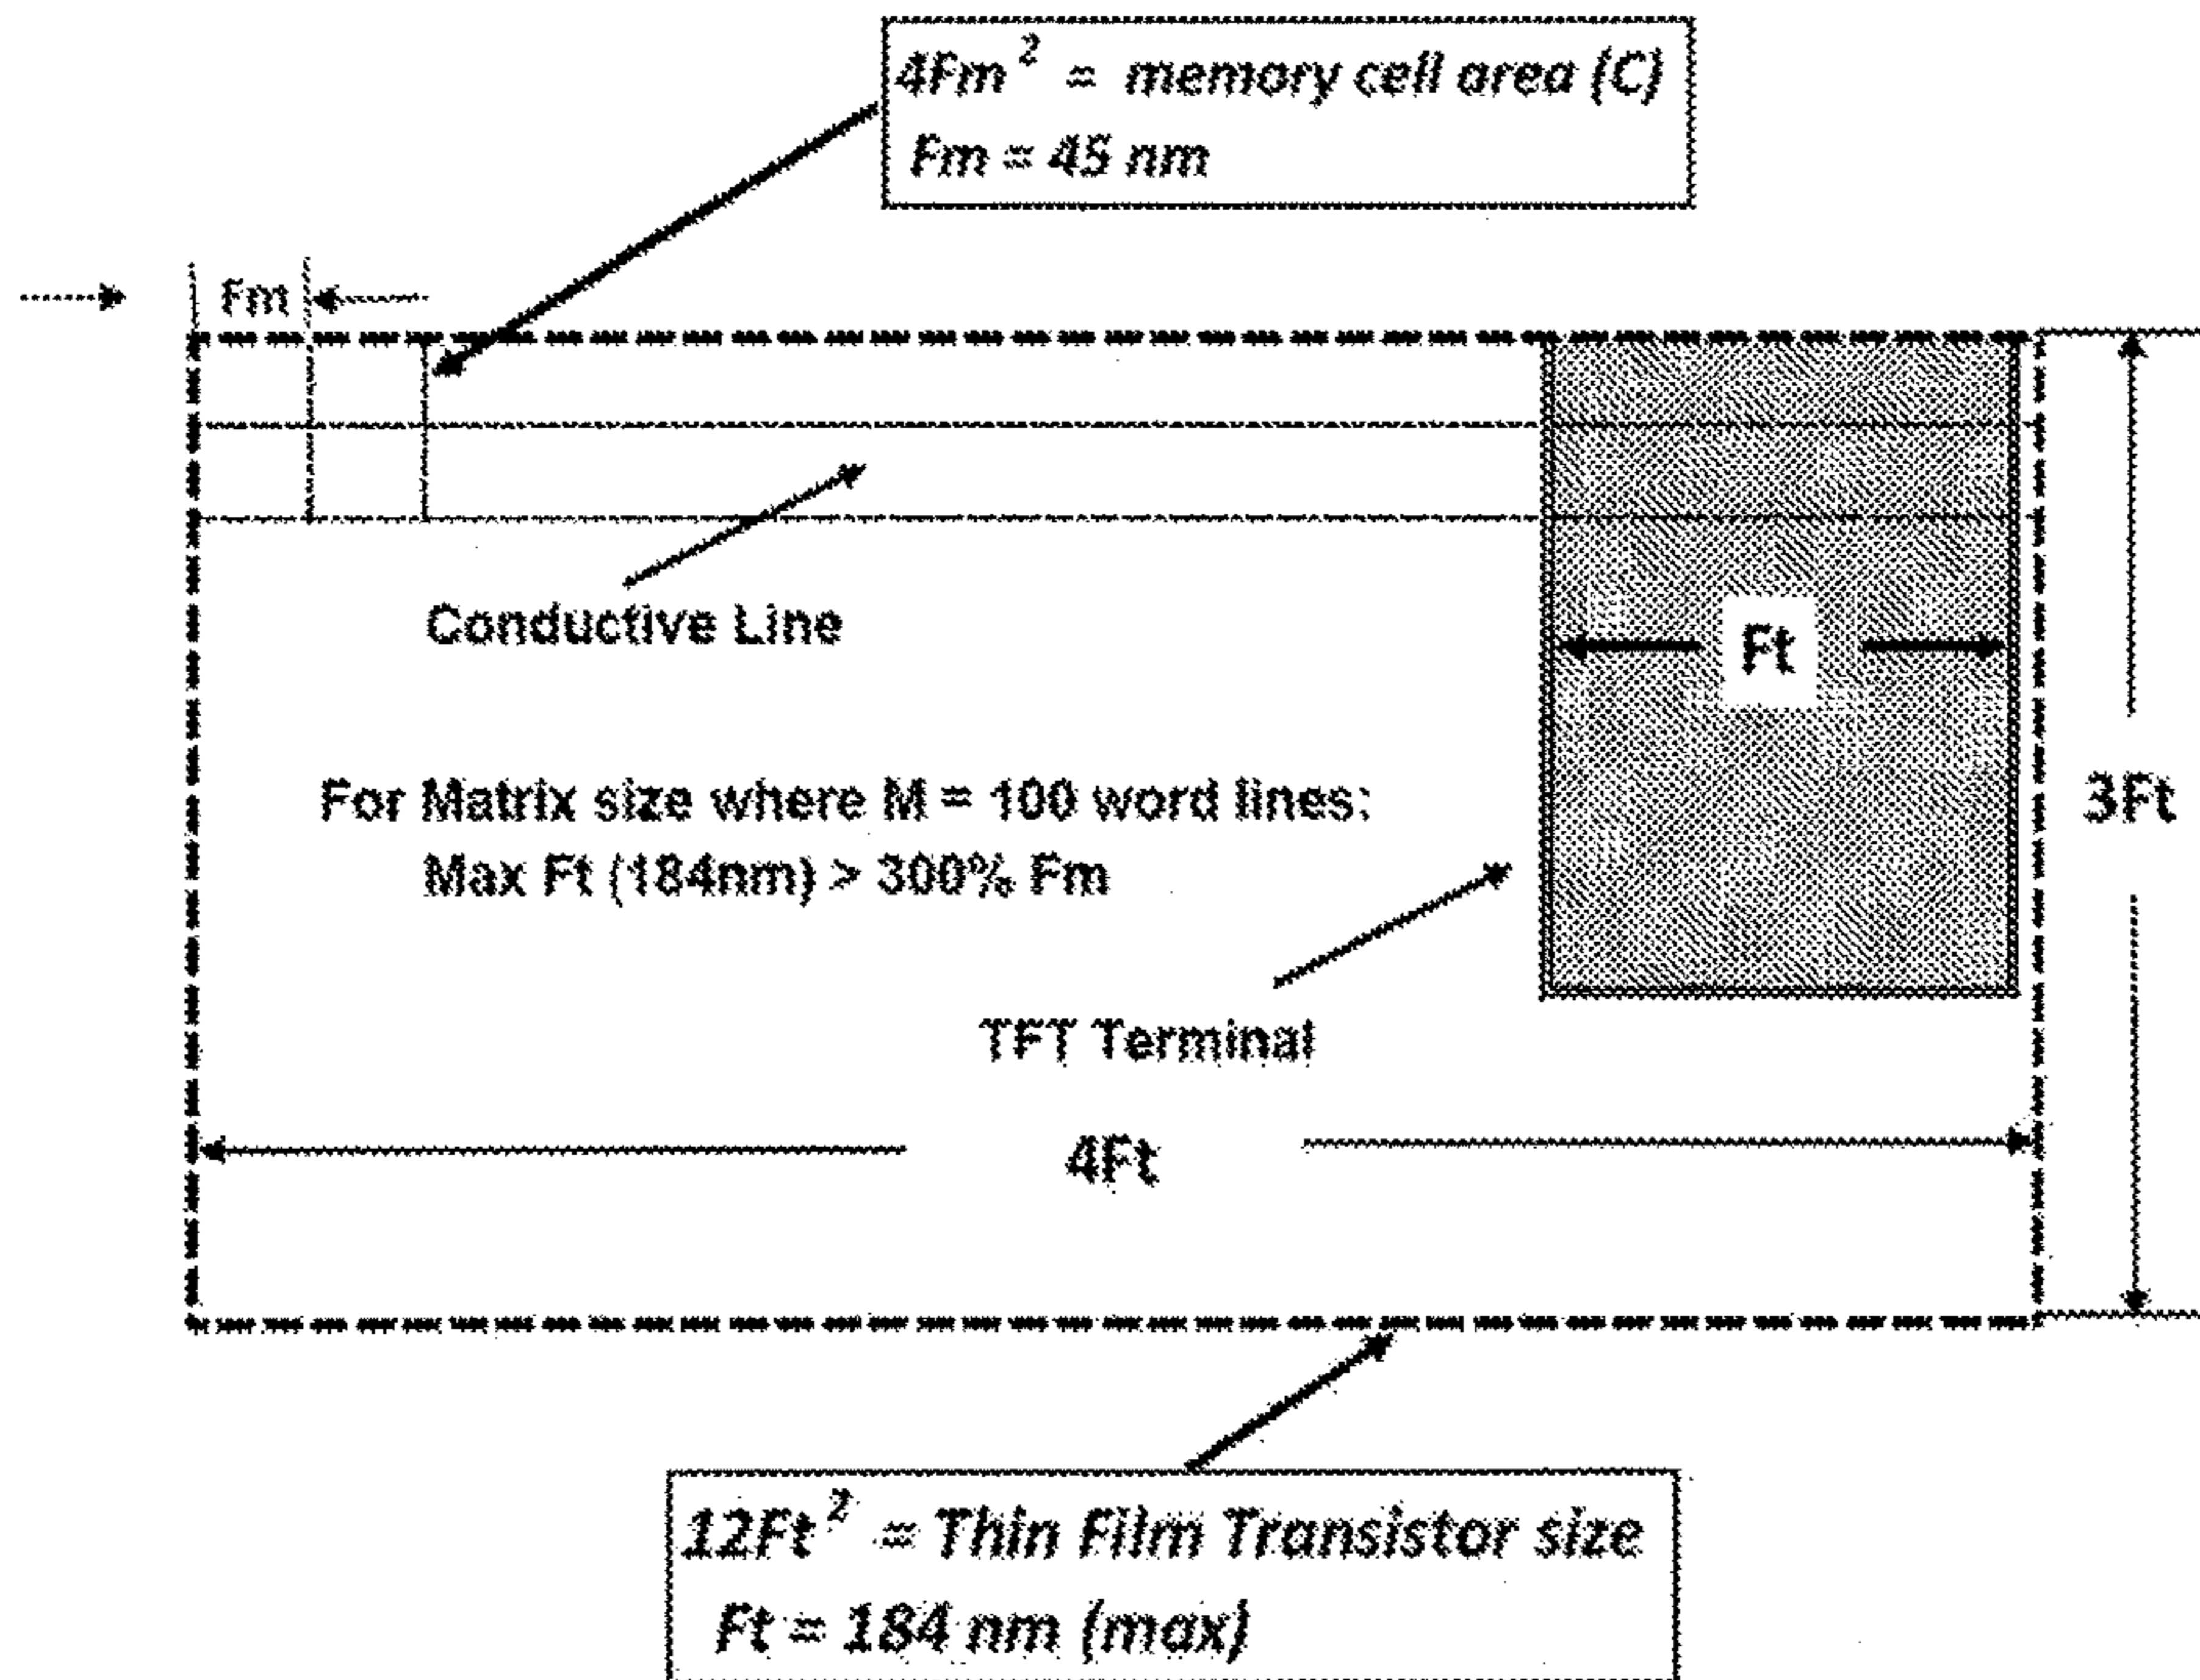 4Fm² = memory cell area (C)
Fm = 45 nm
Fm
Conductive Line
Ft
For Matrix size where M = 100 word lines:
Max Ft (184nm) > 300% Fm
3Ft
TFT Terminal
4Ft
12Ft² = Thin Film Transistor size
Ft = 184 nm (max)